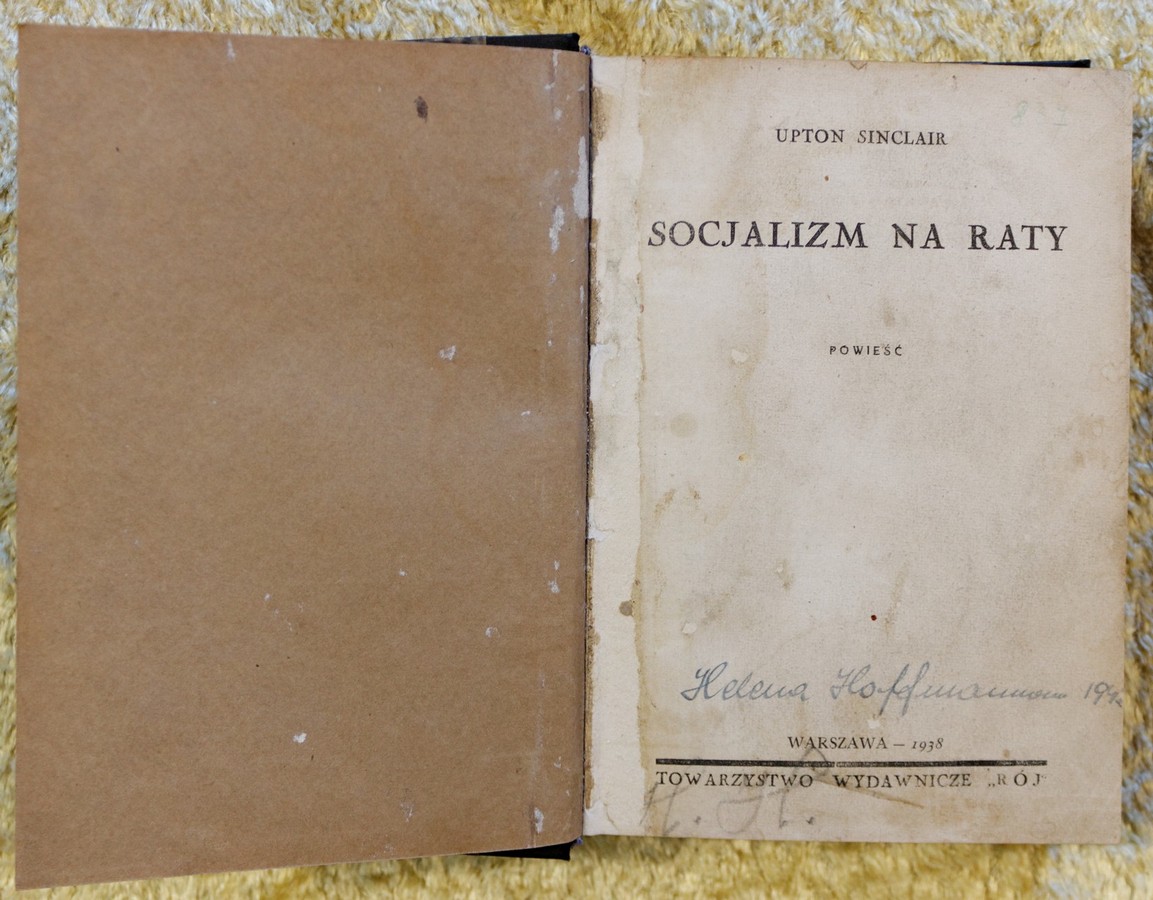 UPTON SINCLAIR
SOCJALIZM NA RATY
POWIEŚĆ
Helena Hoffmannowa
WARSZAWA — 1938
TOWARZYSTWO WYDAWNICZE „RÓJ"
H. H.